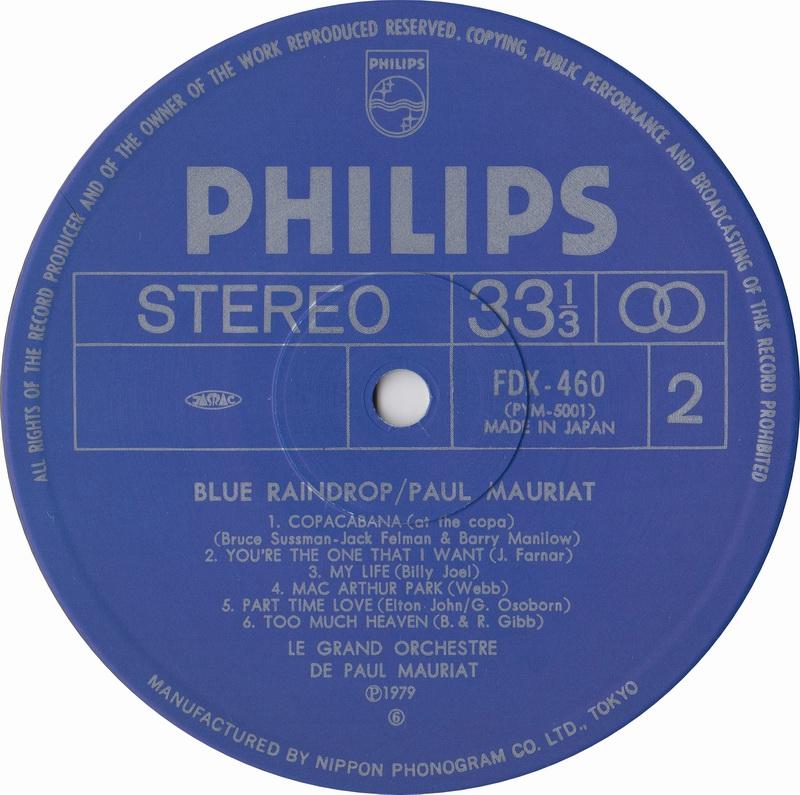 ALL RIGHTS OF THE RECORD PRODUCER AND OF THE OWNER OF THE WORK REPRODUCED RESERVED. COPYING, PUBLIC PERFORMANCE AND BROADCASTING OF THIS RECORD PROHIBITED
PHILIPS
PHILIPS
STEREO 33 1/3
JASRAC FDX-460 2
(PYM-5001)
MADE IN JAPAN
BLUE RAINDROP/PAUL MAURIAT
1. COPACABANA (at the copa)
(Bruce Sussman-Jack Felman & Barry Manilow)
2. YOU'RE THE ONE THAT I WANT (J. Farnar)
3. MY LIFE (Billy Joel)
4. MAC ARTHUR PARK (Webb)
5. PART TIME LOVE (Elton John/G. Osoborn)
6. TOO MUCH HEAVEN (B. & R. Gibb)
LE GRAND ORCHESTRE
DE PAUL MAURIAT
Ⓟ1979
⑥
MANUFACTURED BY NIPPON PHONOGRAM CO. LTD., TOKYO